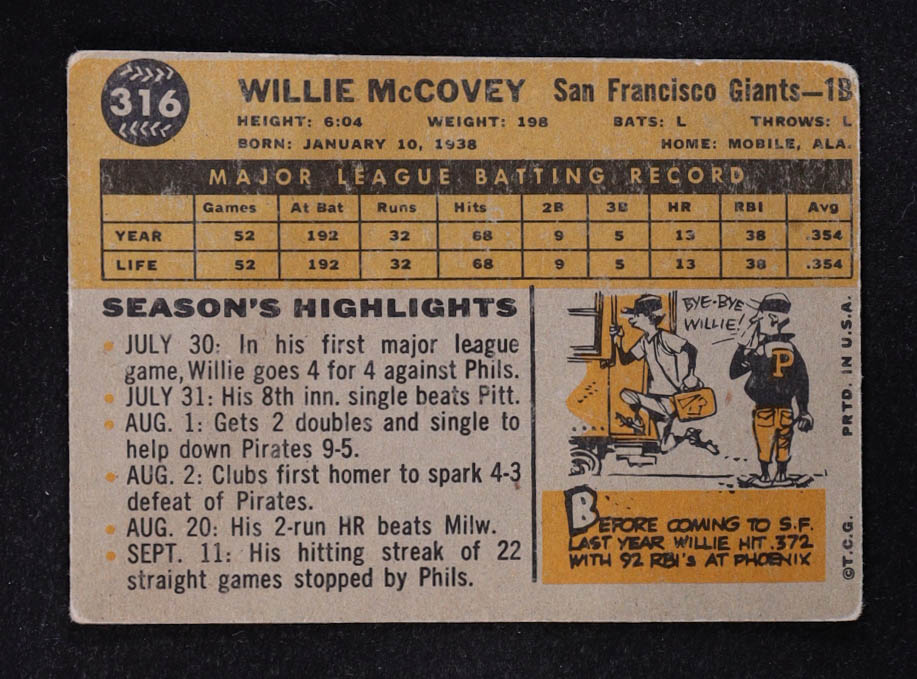 316
WILLIE McCOVEY San Francisco Giants—1B
HEIGHT: 6:04 WEIGHT: 198 BATS: L THROWS: L
BORN: JANUARY 10, 1938 HOME: MOBILE, ALA.
MAJOR LEAGUE BATTING RECORD
Games At Bat Runs Hits 2B 3B HR RBI Avg
YEAR 52 192 32 68 9 5 13 38 .354
LIFE 52 192 32 68 9 5 13 38 .354
SEASON'S HIGHLIGHTS
JULY 30: In his first major league
game, Willie goes 4 for 4 against Phils.
JULY 31: His 8th inn. single beats Pitt.
AUG. 1: Gets 2 doubles and single to
help down Pirates 9-5.
AUG. 2: Clubs first homer to spark 4-3
defeat of Pirates.
AUG. 20: His 2-run HR beats Milw.
SEPT. 11: His hitting streak of 22
straight games stopped by Phils.
BYE-BYE
WILLIE!
P
BEFORE COMING TO S.F.
LAST YEAR WILLIE HIT .372
WITH 92 RBI'S AT PHOENIX
PRTD. IN U.S.A.
©T.C.G.